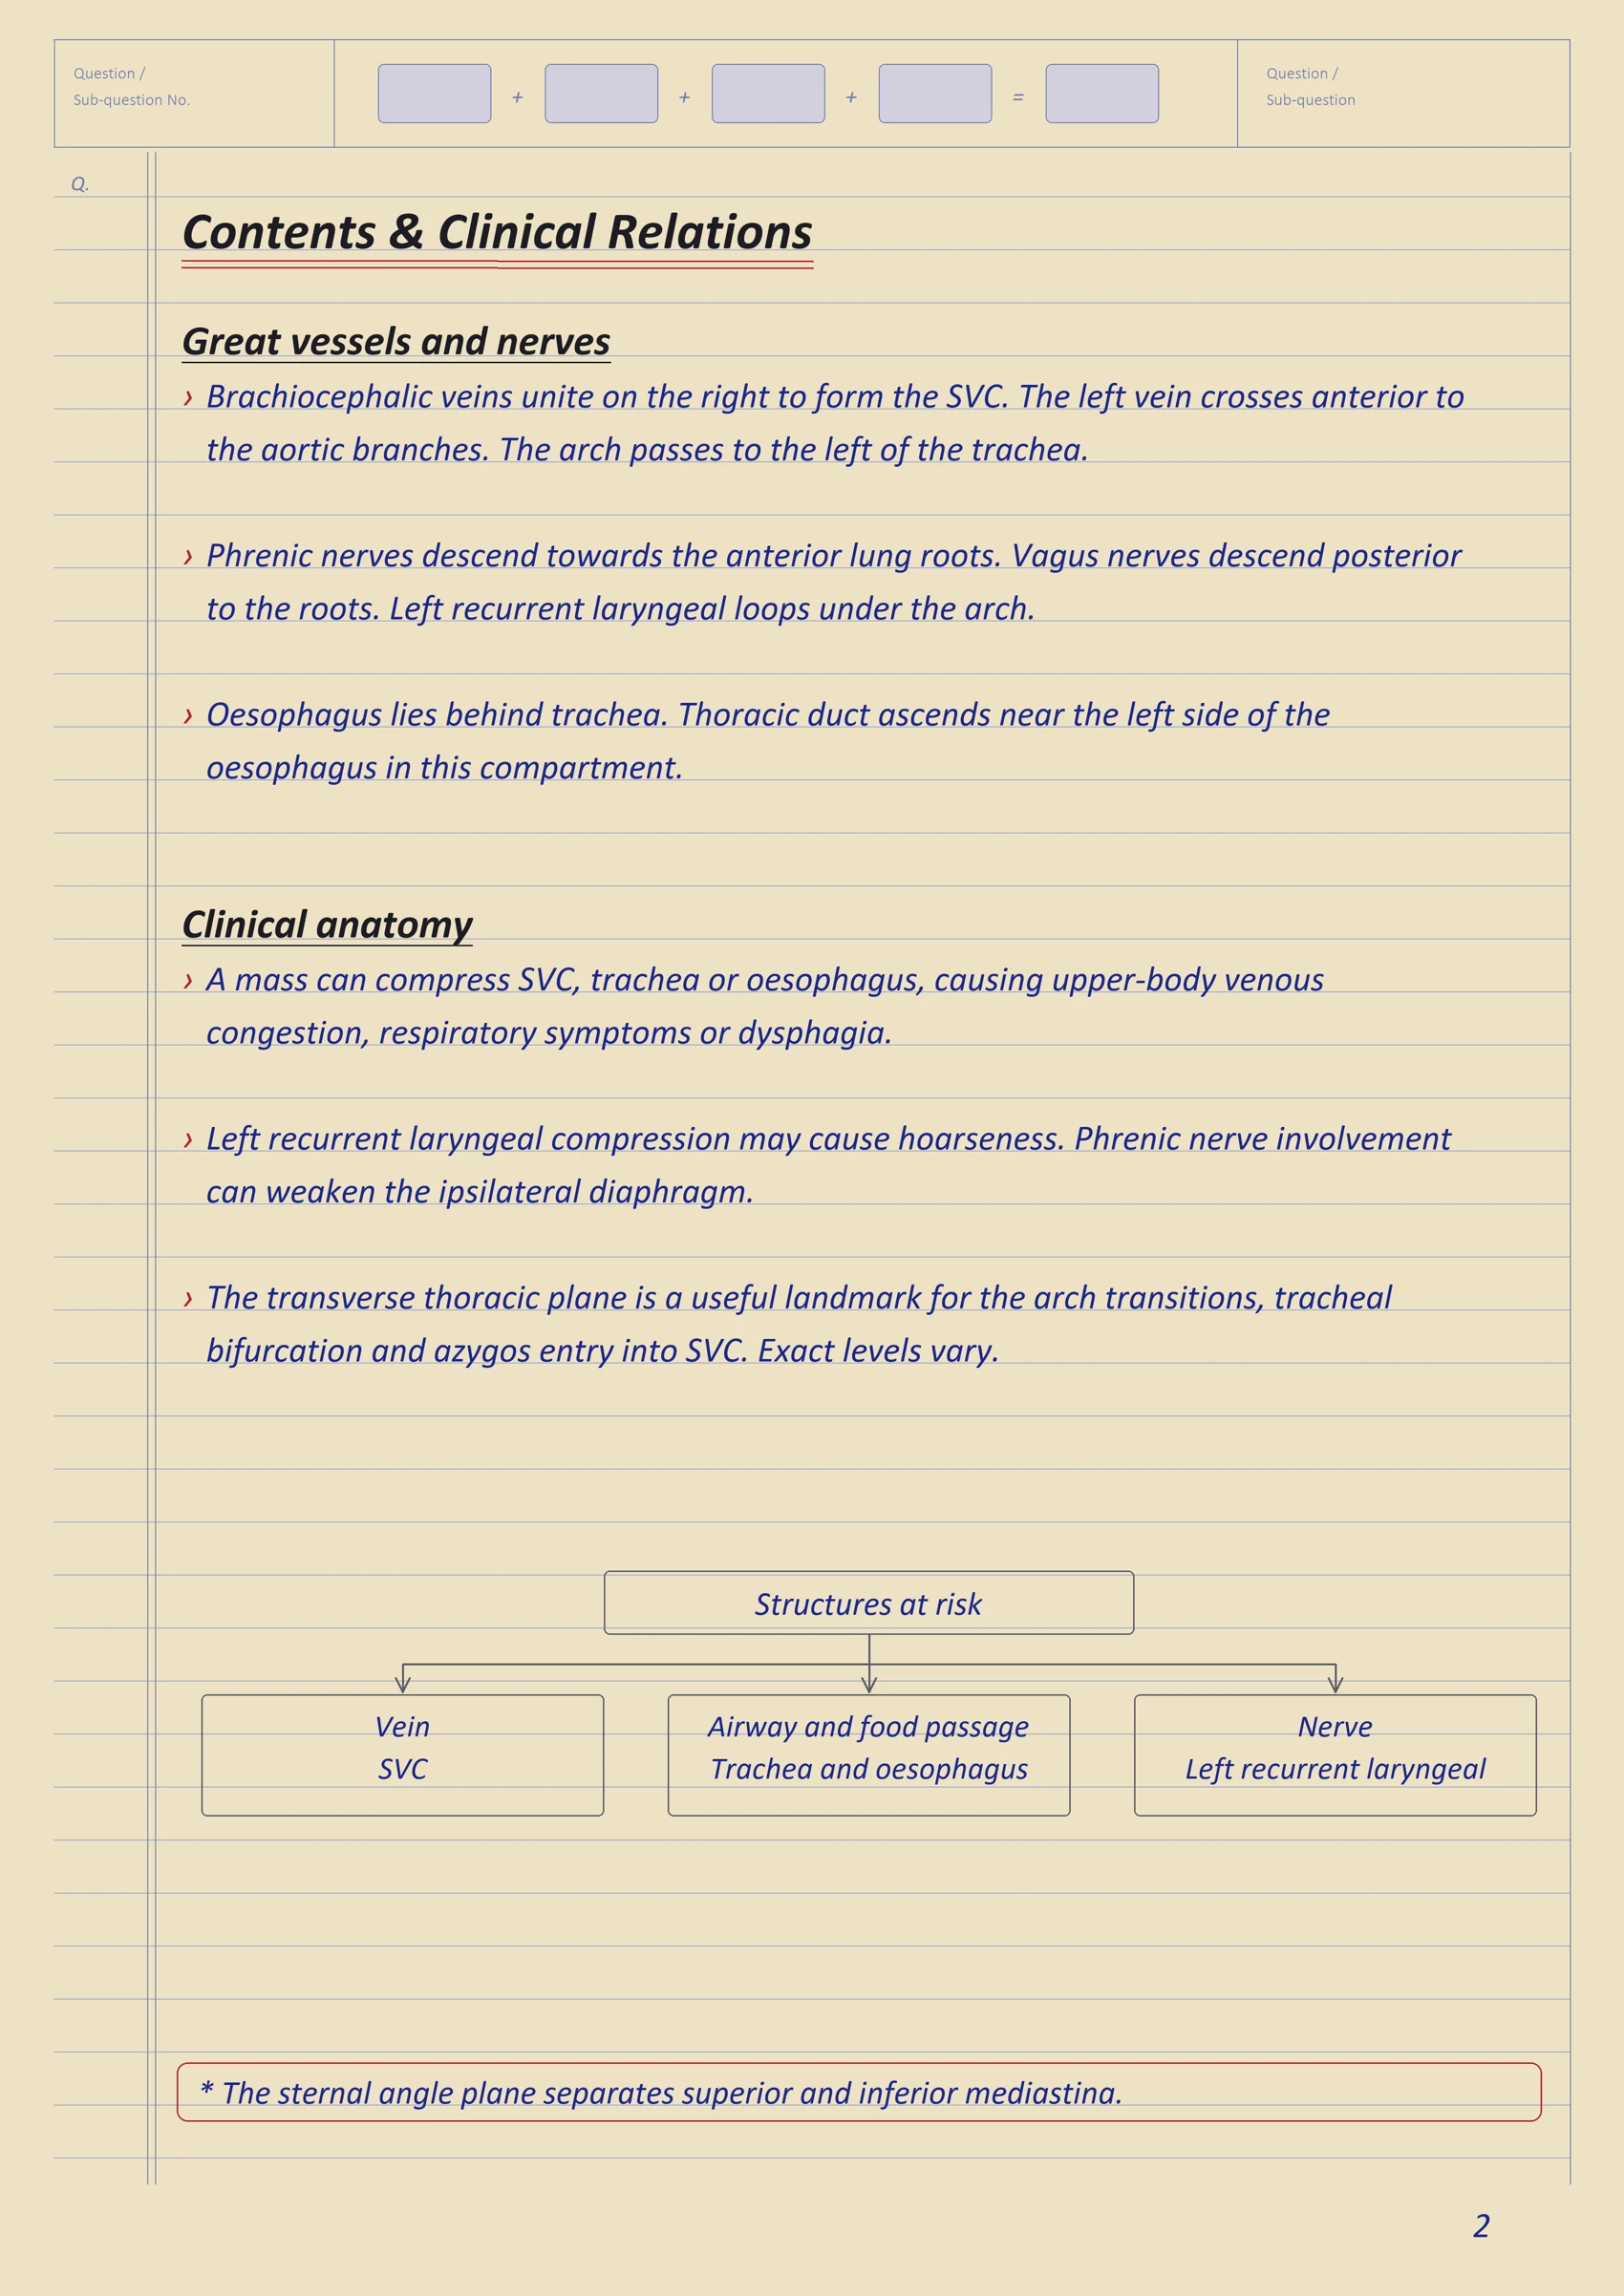 Question /
Sub-question No.
+ + + =
Question /
Sub-question
Q.
Contents & Clinical Relations
Great vessels and nerves
› Brachiocephalic veins unite on the right to form the SVC. The left vein crosses anterior to
the aortic branches. The arch passes to the left of the trachea.
› Phrenic nerves descend towards the anterior lung roots. Vagus nerves descend posterior
to the roots. Left recurrent laryngeal loops under the arch.
› Oesophagus lies behind trachea. Thoracic duct ascends near the left side of the
oesophagus in this compartment.
Clinical anatomy
› A mass can compress SVC, trachea or oesophagus, causing upper-body venous
congestion, respiratory symptoms or dysphagia.
› Left recurrent laryngeal compression may cause hoarseness. Phrenic nerve involvement
can weaken the ipsilateral diaphragm.
› The transverse thoracic plane is a useful landmark for the arch transitions, tracheal
bifurcation and azygos entry into SVC. Exact levels vary.
Structures at risk
Vein
SVC
Airway and food passage
Trachea and oesophagus
Nerve
Left recurrent laryngeal
* The sternal angle plane separates superior and inferior mediastina.
2